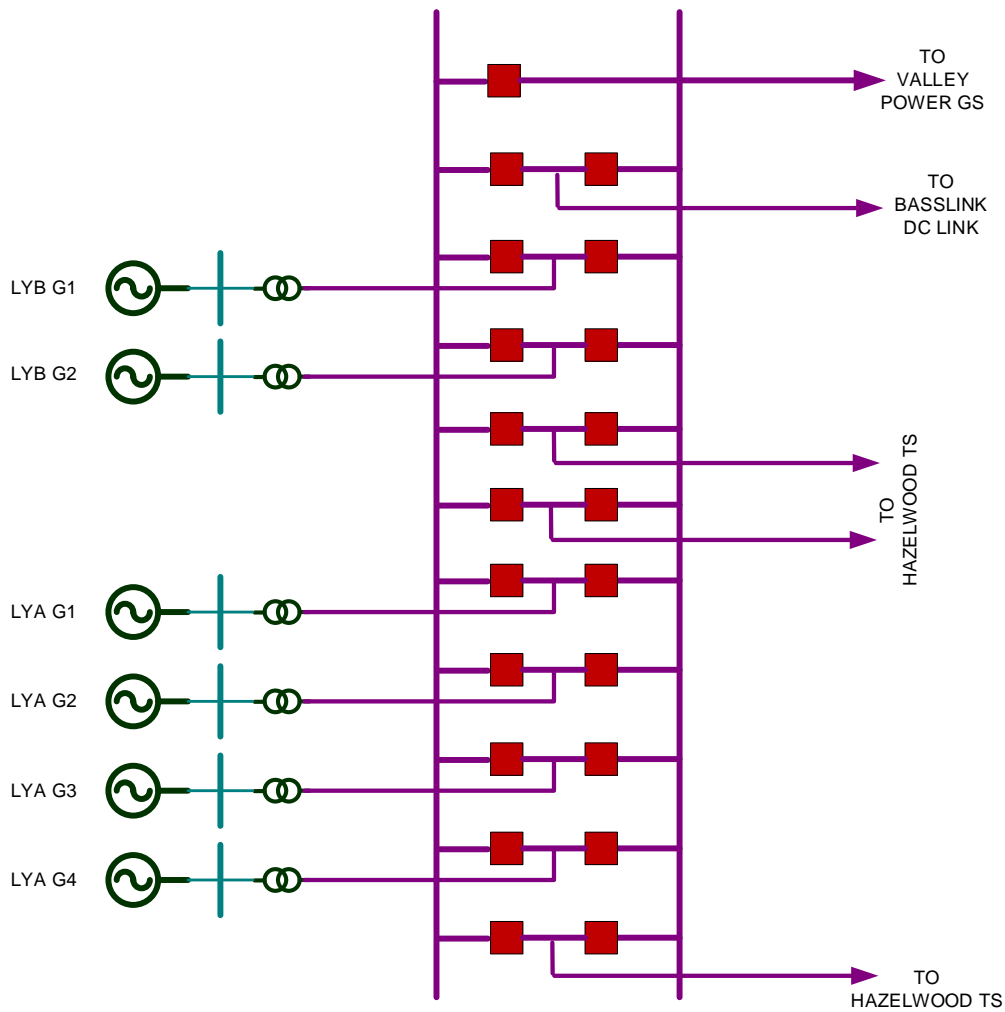 TO
VALLEY
POWER GS
TO
BASSLINK
DC LINK
LYB G1
LYB G2
TO
HAZELWOOD TS
LYA G1
LYA G2
LYA G3
LYA G4
TO
HAZELWOOD TS